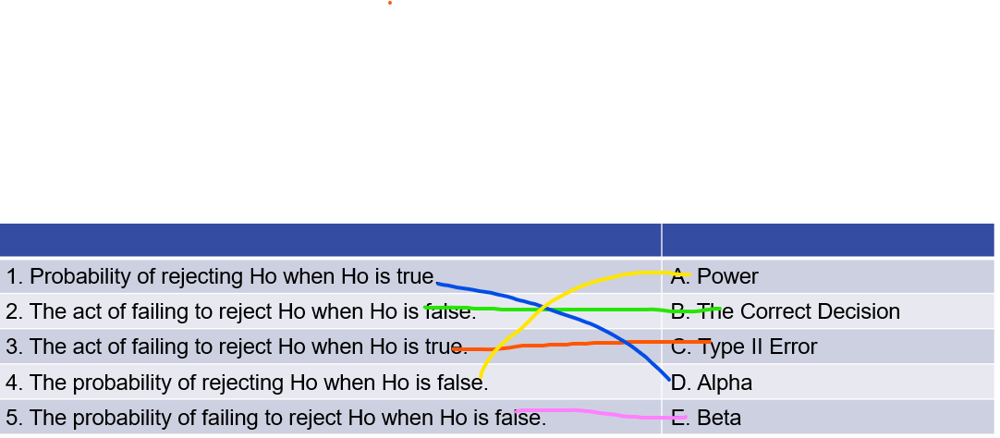 1. Probability of rejecting Ho when Ho is true.
A. Power
2. The act of failing to reject Ho when Ho is false.
B. The Correct Decision
3. The act of failing to reject Ho when Ho is true.
C. Type II Error
4. The probability of rejecting Ho when Ho is false.
D. Alpha
5. The probability of failing to reject Ho when Ho is false.
E. Beta